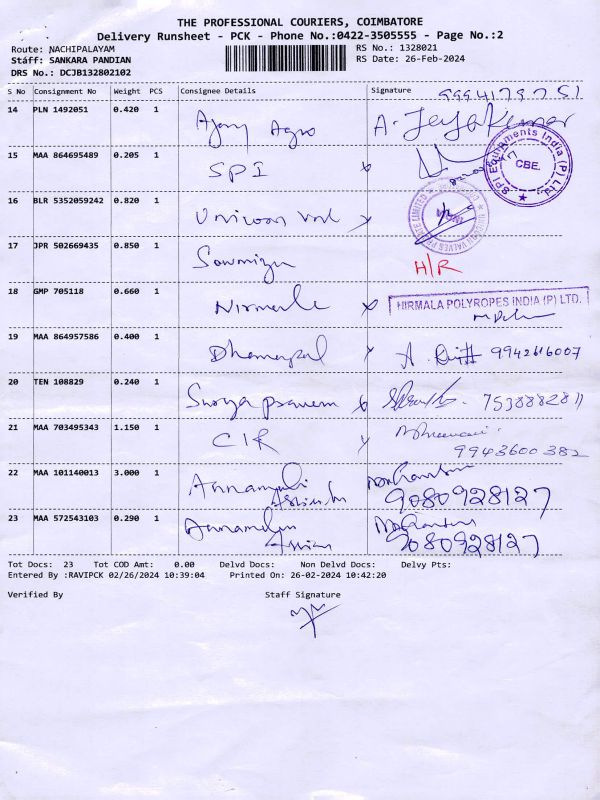 THE PROFESSIONAL COURIERS, COIMBATORE
Delivery Runsheet - PCK - Phone No.:0422-3505555 - Page No.:2
Route: NACHIPALAYAM
RS No.: 1328021
Staff: SANKARA PANDIAN
RS Date: 26-Feb-2024
DRS No.: DCJB132802102
S No Consignment No Weight PCS Consignee Details Signature
9994179751
14 PLN 1492051 0.420 1 Ajay Agro A. Jeyakumar
15 MAA 864695489 0.205 1 SPI
SPI Equipments India (P) Ltd. CBE.
16 BLR 5352059242 0.820 1
17 JPR 502669435 0.850 1 Sowmiya H/R
18 GMP 705118 0.660 1 Nirmala
HIRMALA POLYROPES INDIA (P) LTD.
19 MAA 864957586 0.400 1 Dhanapal A. 9942616007
20 TEN 108829 0.240 1 Surya 7538882811
21 MAA 703495343 1.150 1 CIR
9943600382
22 MAA 101140013 3.000 1
9080928127
23 MAA 572543103 0.290 1
9080928127
Tot Docs: 23 Tot COD Amt: 0.00 Delvd Docs: Non Delvd Docs: Delvy Pts:
Entered By :RAVIPCK 02/26/2024 10:39:04 Printed On: 26-02-2024 10:42:20
Verified By Staff Signature